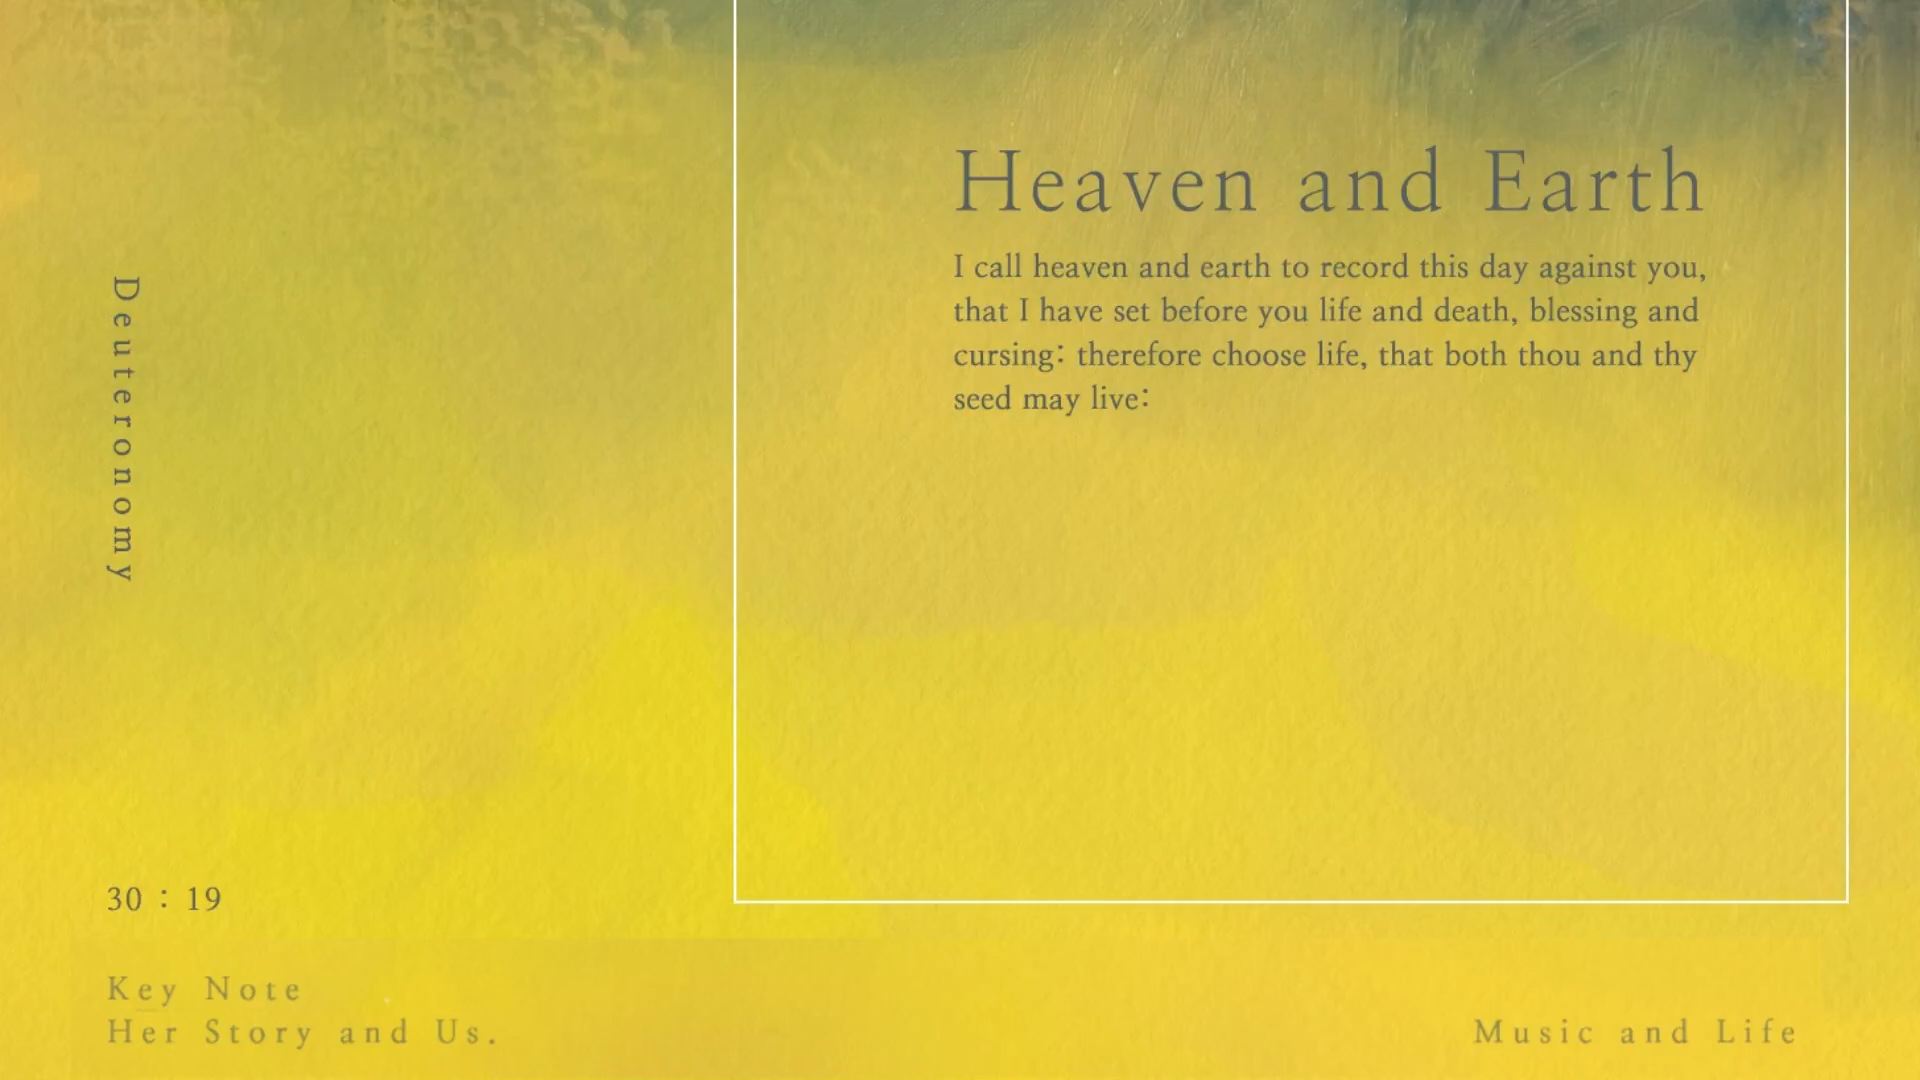 Heaven and Earth
I call heaven and earth to record this day against you,
that I have set before you life and death, blessing and
cursing: therefore choose life, that both thou and thy
seed may live:
Deuteronomy
30 : 19
Key Note
Her Story and Us.
Music and Life